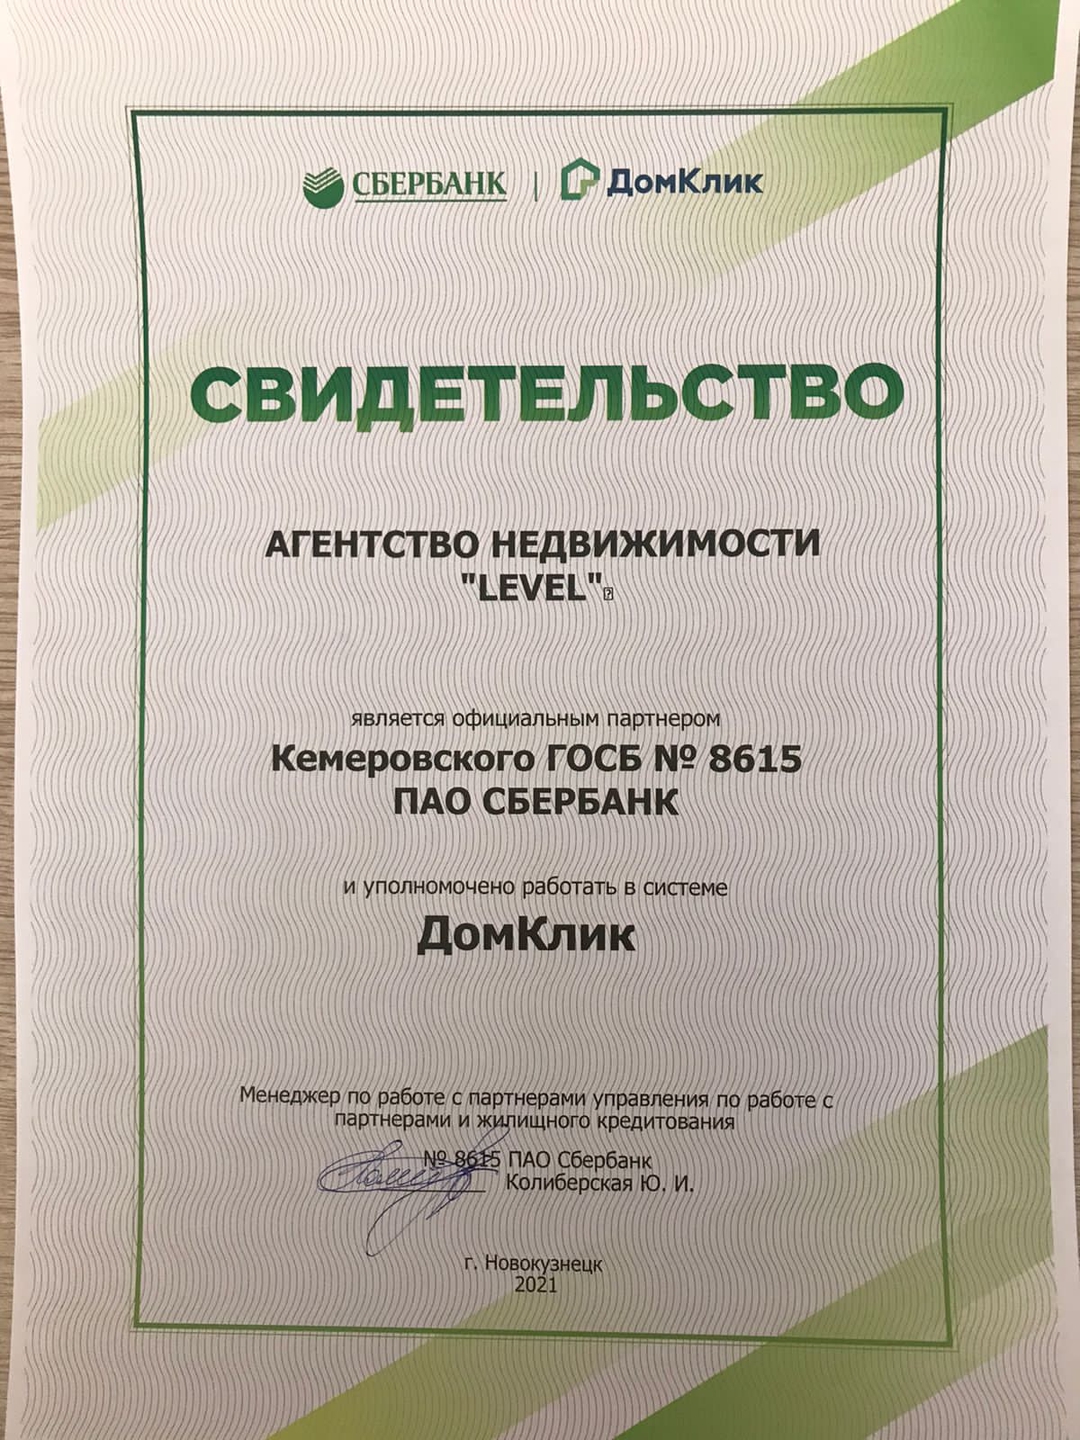 СБЕРБАНК | ДомКлик
СВИДЕТЕЛЬСТВО
АГЕНТСТВО НЕДВИЖИМОСТИ
"LEVEL"
является официальным партнером
Кемеровского ГОСБ № 8615
ПАО СБЕРБАНК
и уполномочено работать в системе
ДомКлик
Менеджер по работе с партнерами управления по работе с
партнерами и жилищного кредитования
№ 8615 ПАО Сбербанк
Колиберская Ю. И.
г. Новокузнецк
2021